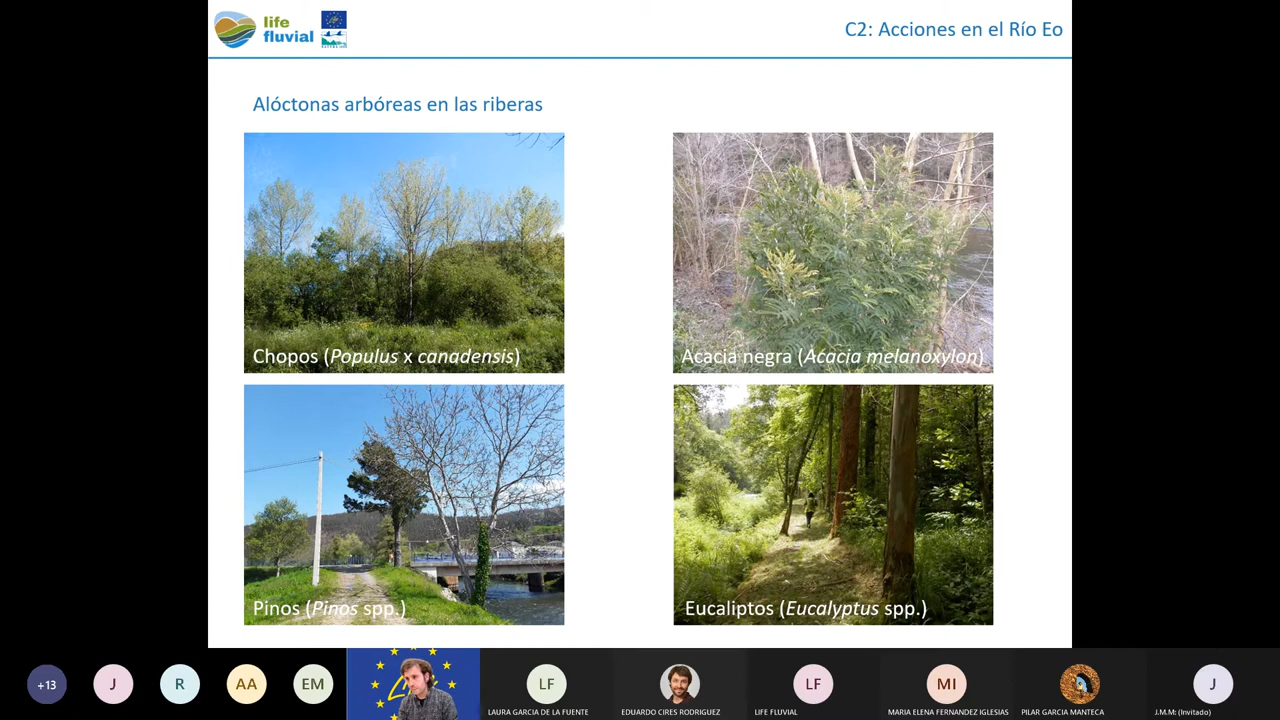 life
fluvial
C2: Acciones en el Río Eo
Alóctonas arbóreas en las riberas
Chopos (Populus x canadensis)
Acacia negra (Acacia melanoxylon)
Pinos (Pinos spp.)
Eucaliptos (Eucalyptus spp.)
+13
J
R
AA
EM
LF
LAURA GARCIA DE LA FUENTE
EDUARDO CIRES RODRIGUEZ
LF
LIFE FLUVIAL
MI
MARIA ELENA FERNANDEZ IGLESIAS
PILAR GARCIA MANTECA
J
J.M.M: (Invitado)